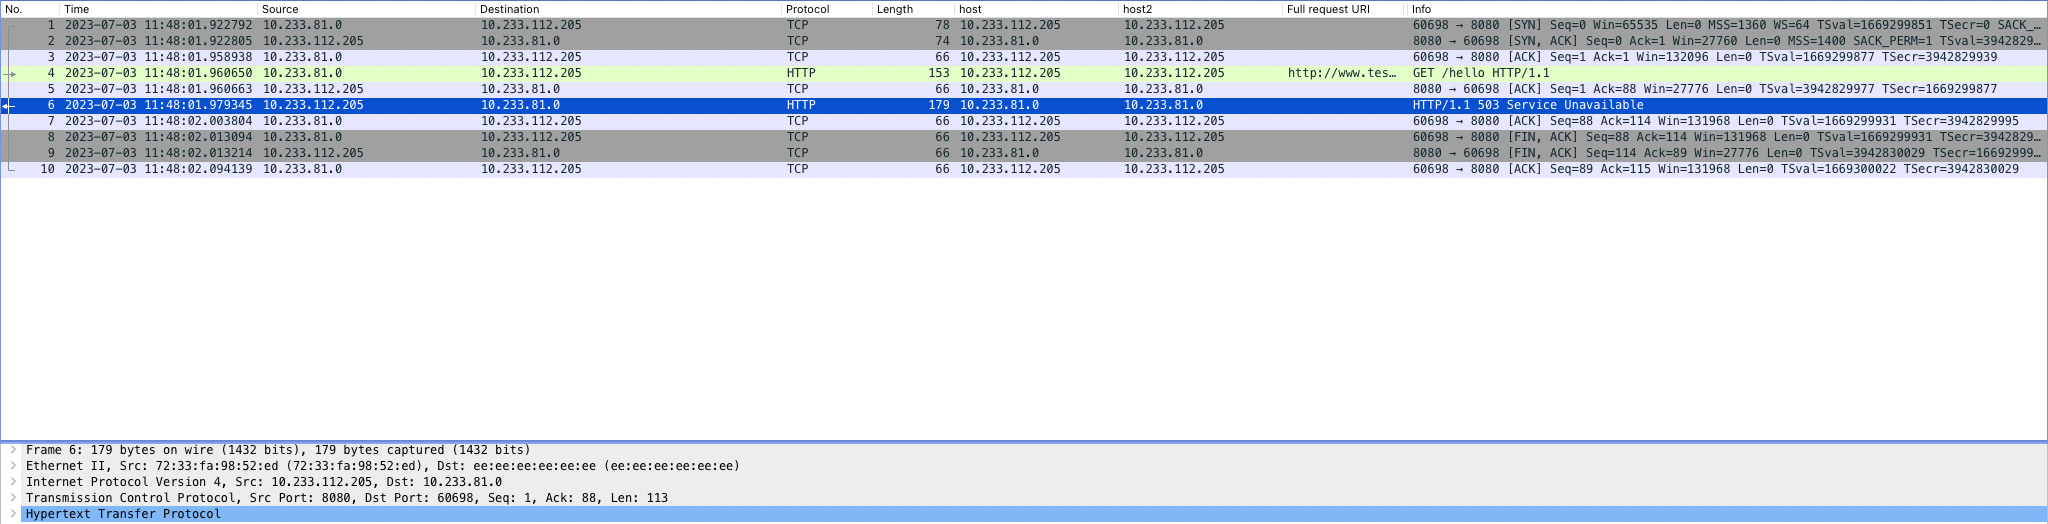 No. Time Source Destination Protocol Length host host2 Full request URI Info
1 2023-07-03 11:48:01.922792 10.233.81.0 10.233.112.205 TCP 78 10.233.112.205 10.233.112.205 60698 → 8080 [SYN] Seq=0 Win=65535 Len=0 MSS=1360 WS=64 TSval=1669299851 TSecr=0 SACK_…
2 2023-07-03 11:48:01.922805 10.233.112.205 10.233.81.0 TCP 74 10.233.81.0 10.233.81.0 8080 → 60698 [SYN, ACK] Seq=0 Ack=1 Win=27760 Len=0 MSS=1400 SACK_PERM=1 TSval=3942829…
3 2023-07-03 11:48:01.958938 10.233.81.0 10.233.112.205 TCP 66 10.233.112.205 10.233.112.205 60698 → 8080 [ACK] Seq=1 Ack=1 Win=132096 Len=0 TSval=1669299877 TSecr=3942829939
4 2023-07-03 11:48:01.960650 10.233.81.0 10.233.112.205 HTTP 153 10.233.112.205 10.233.112.205 http://www.tes… GET /hello HTTP/1.1
5 2023-07-03 11:48:01.960663 10.233.112.205 10.233.81.0 TCP 66 10.233.81.0 10.233.81.0 8080 → 60698 [ACK] Seq=1 Ack=88 Win=27776 Len=0 TSval=3942829977 TSecr=1669299877
6 2023-07-03 11:48:01.979345 10.233.112.205 10.233.81.0 HTTP 179 10.233.81.0 10.233.81.0 HTTP/1.1 503 Service Unavailable
7 2023-07-03 11:48:02.003804 10.233.81.0 10.233.112.205 TCP 66 10.233.112.205 10.233.112.205 60698 → 8080 [ACK] Seq=88 Ack=114 Win=131968 Len=0 TSval=1669299931 TSecr=3942829995
8 2023-07-03 11:48:02.013094 10.233.81.0 10.233.112.205 TCP 66 10.233.112.205 10.233.112.205 60698 → 8080 [FIN, ACK] Seq=88 Ack=114 Win=131968 Len=0 TSval=1669299931 TSecr=3942829…
9 2023-07-03 11:48:02.013214 10.233.112.205 10.233.81.0 TCP 66 10.233.81.0 10.233.81.0 8080 → 60698 [FIN, ACK] Seq=114 Ack=89 Win=27776 Len=0 TSval=3942830029 TSecr=16692999…
10 2023-07-03 11:48:02.094139 10.233.81.0 10.233.112.205 TCP 66 10.233.112.205 10.233.112.205 60698 → 8080 [ACK] Seq=89 Ack=115 Win=131968 Len=0 TSval=1669300022 TSecr=3942830029
Frame 6: 179 bytes on wire (1432 bits), 179 bytes captured (1432 bits)
Ethernet II, Src: 72:33:fa:98:52:ed (72:33:fa:98:52:ed), Dst: ee:ee:ee:ee:ee:ee (ee:ee:ee:ee:ee:ee)
Internet Protocol Version 4, Src: 10.233.112.205, Dst: 10.233.81.0
Transmission Control Protocol, Src Port: 8080, Dst Port: 60698, Seq: 1, Ack: 88, Len: 113
Hypertext Transfer Protocol